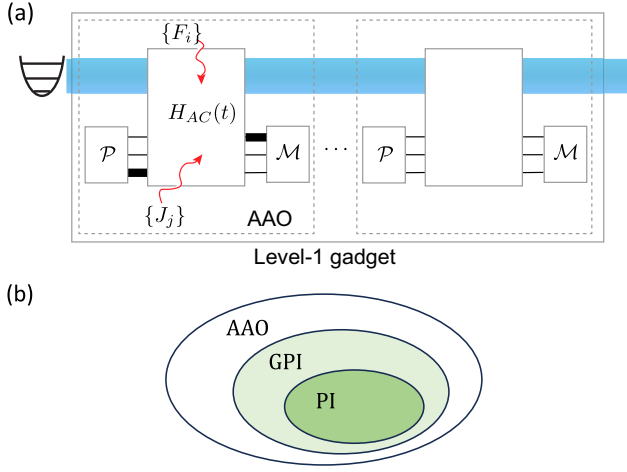 (a)
{F_i}
H_{AC}(t)
𝒫
ℳ
···
𝒫
ℳ
{J_j}
AAO
Level-1 gadget
(b)
AAO
GPI
PI